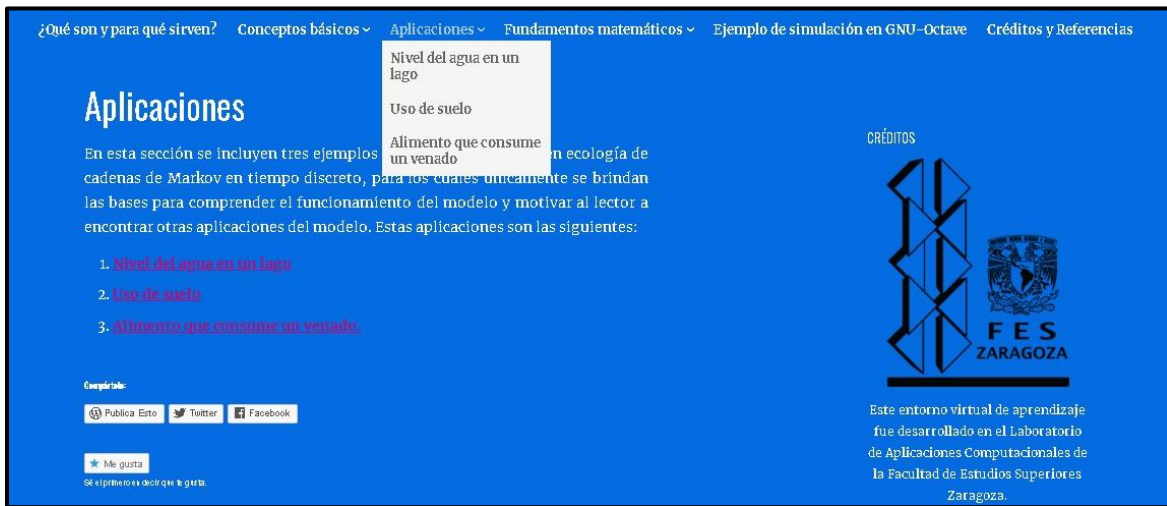 ¿Qué son y para qué sirven? Conceptos básicos Aplicaciones Fundamentos matemáticos Ejemplo de simulación en GNU-Octave Créditos y Referencias
Nivel del agua en un
lago
Uso de suelo
Alimento que consume
un venado
Aplicaciones
En esta sección se incluyen tres ejemplos en ecología de
cadenas de Markov en tiempo discreto, para los cuales únicamente se brindan
las bases para comprender el funcionamiento del modelo y motivar al lector a
encontrar otras aplicaciones del modelo. Estas aplicaciones son las siguientes:
1. Nivel del agua en un lago
2. Uso de suelo
3. Alimento que consume un venado.
Compártelo:
Publica Esto Twitter Facebook
Me gusta
Sé el primero en decir que te gusta.
CRÉDITOS
FES
ZARAGOZA
Este entorno virtual de aprendizaje
fue desarrollado en el Laboratorio
de Aplicaciones Computacionales de
la Facultad de Estudios Superiores
Zaragoza.